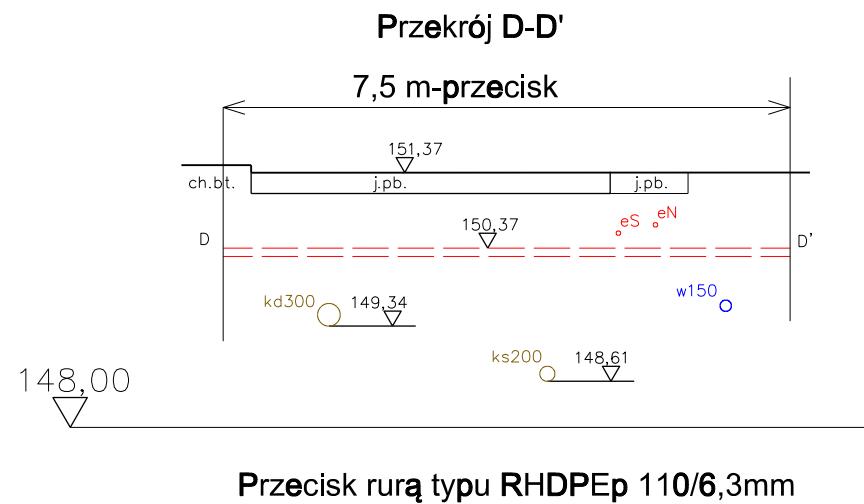 Przekrój D-D'
7,5 m-przecisk
151,37
ch.bt.
j.pb.
j.pb.
eS
eN
150,37
D
D'
kd300
149,34
w150
ks200
148,61
148,00
Przecisk rurą typu RHDPEp 110/6,3mm